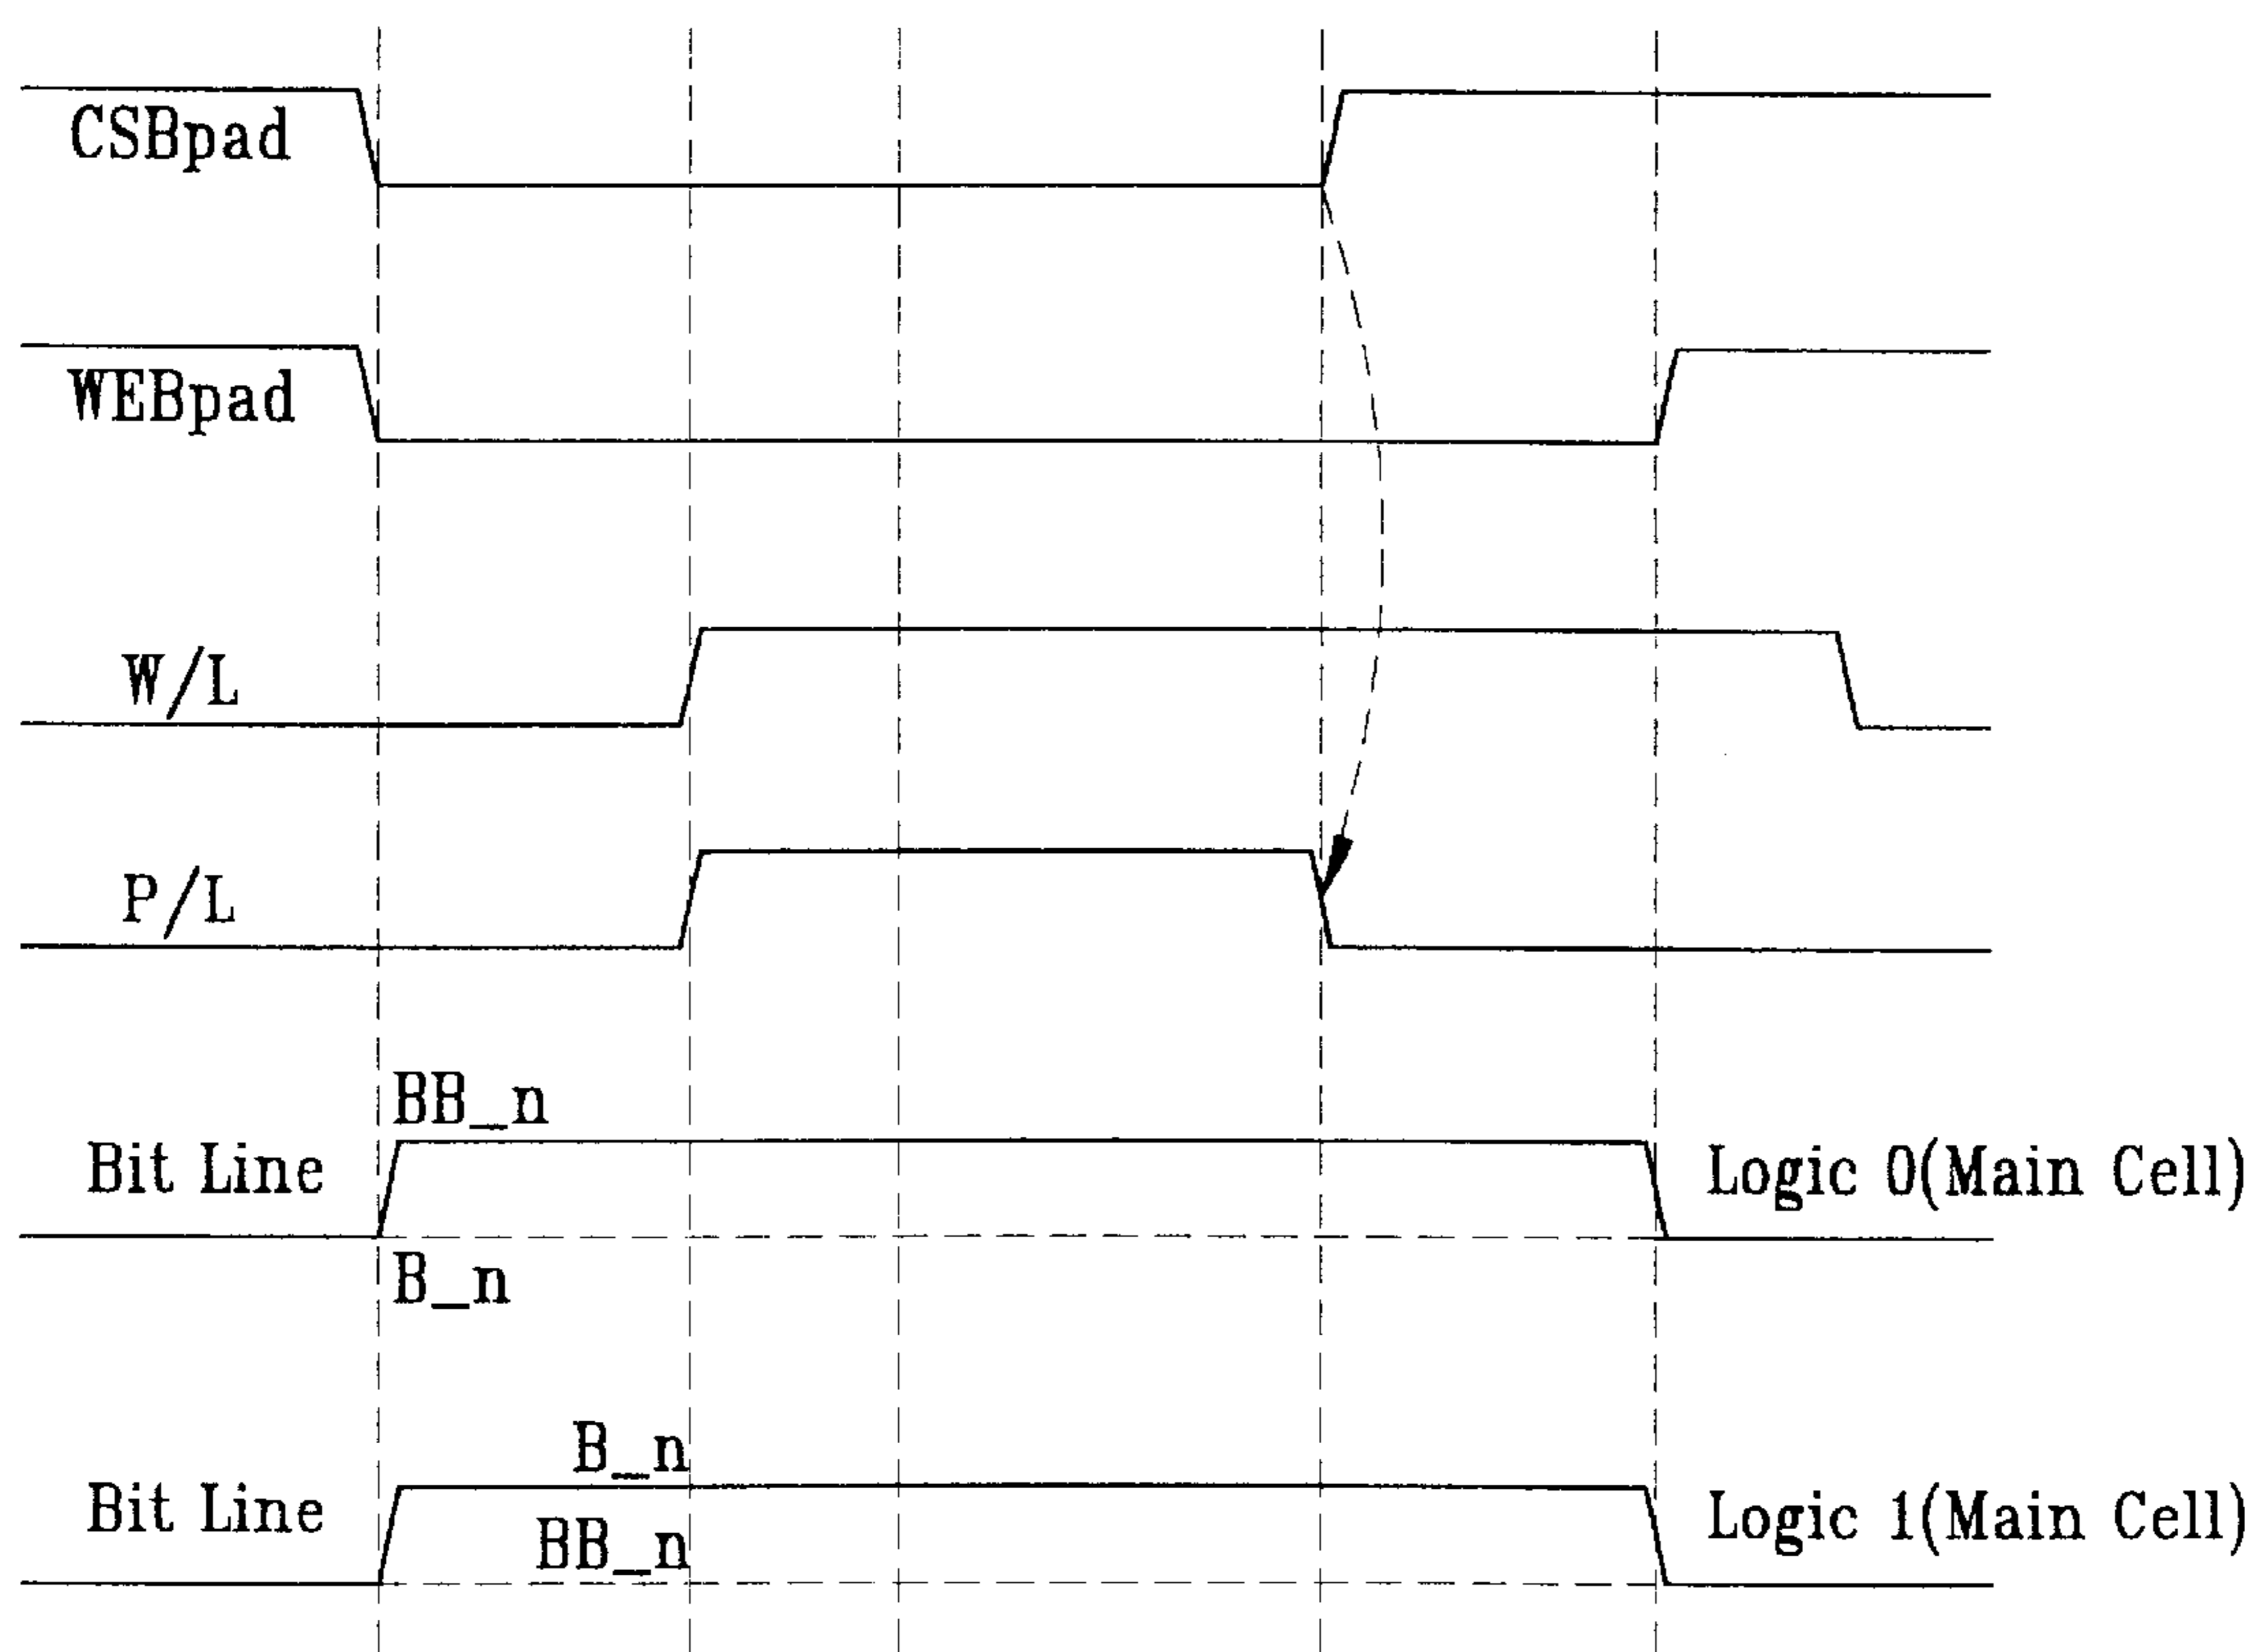 CSBpad
WEBpad
W/L
P/L
BB_n
Bit Line
Logic 0(Main Cell)
B_n
B_n
Bit Line
Logic 1(Main Cell)
BB_n